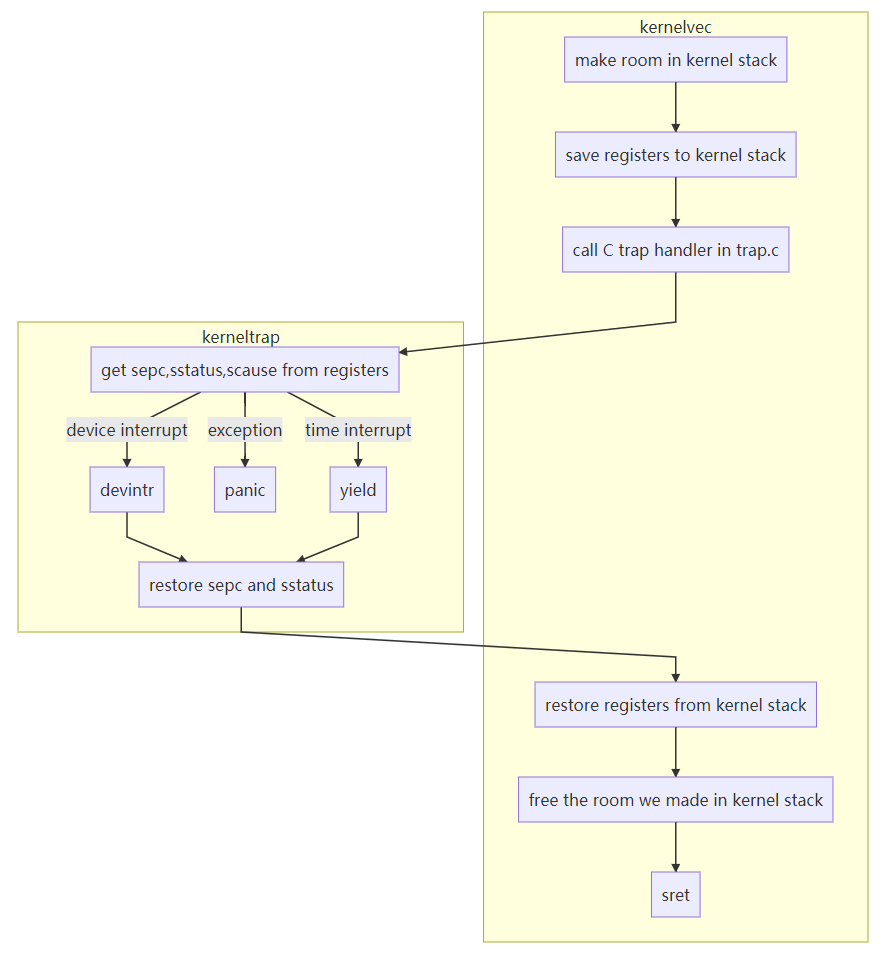 kernelvec
make room in kernel stack
save registers to kernel stack
call C trap handler in trap.c
kerneltrap
get sepc,sstatus,scause from registers
device interrupt
exception
time interrupt
devintr
panic
yield
restore sepc and sstatus
restore registers from kernel stack
free the room we made in kernel stack
sret